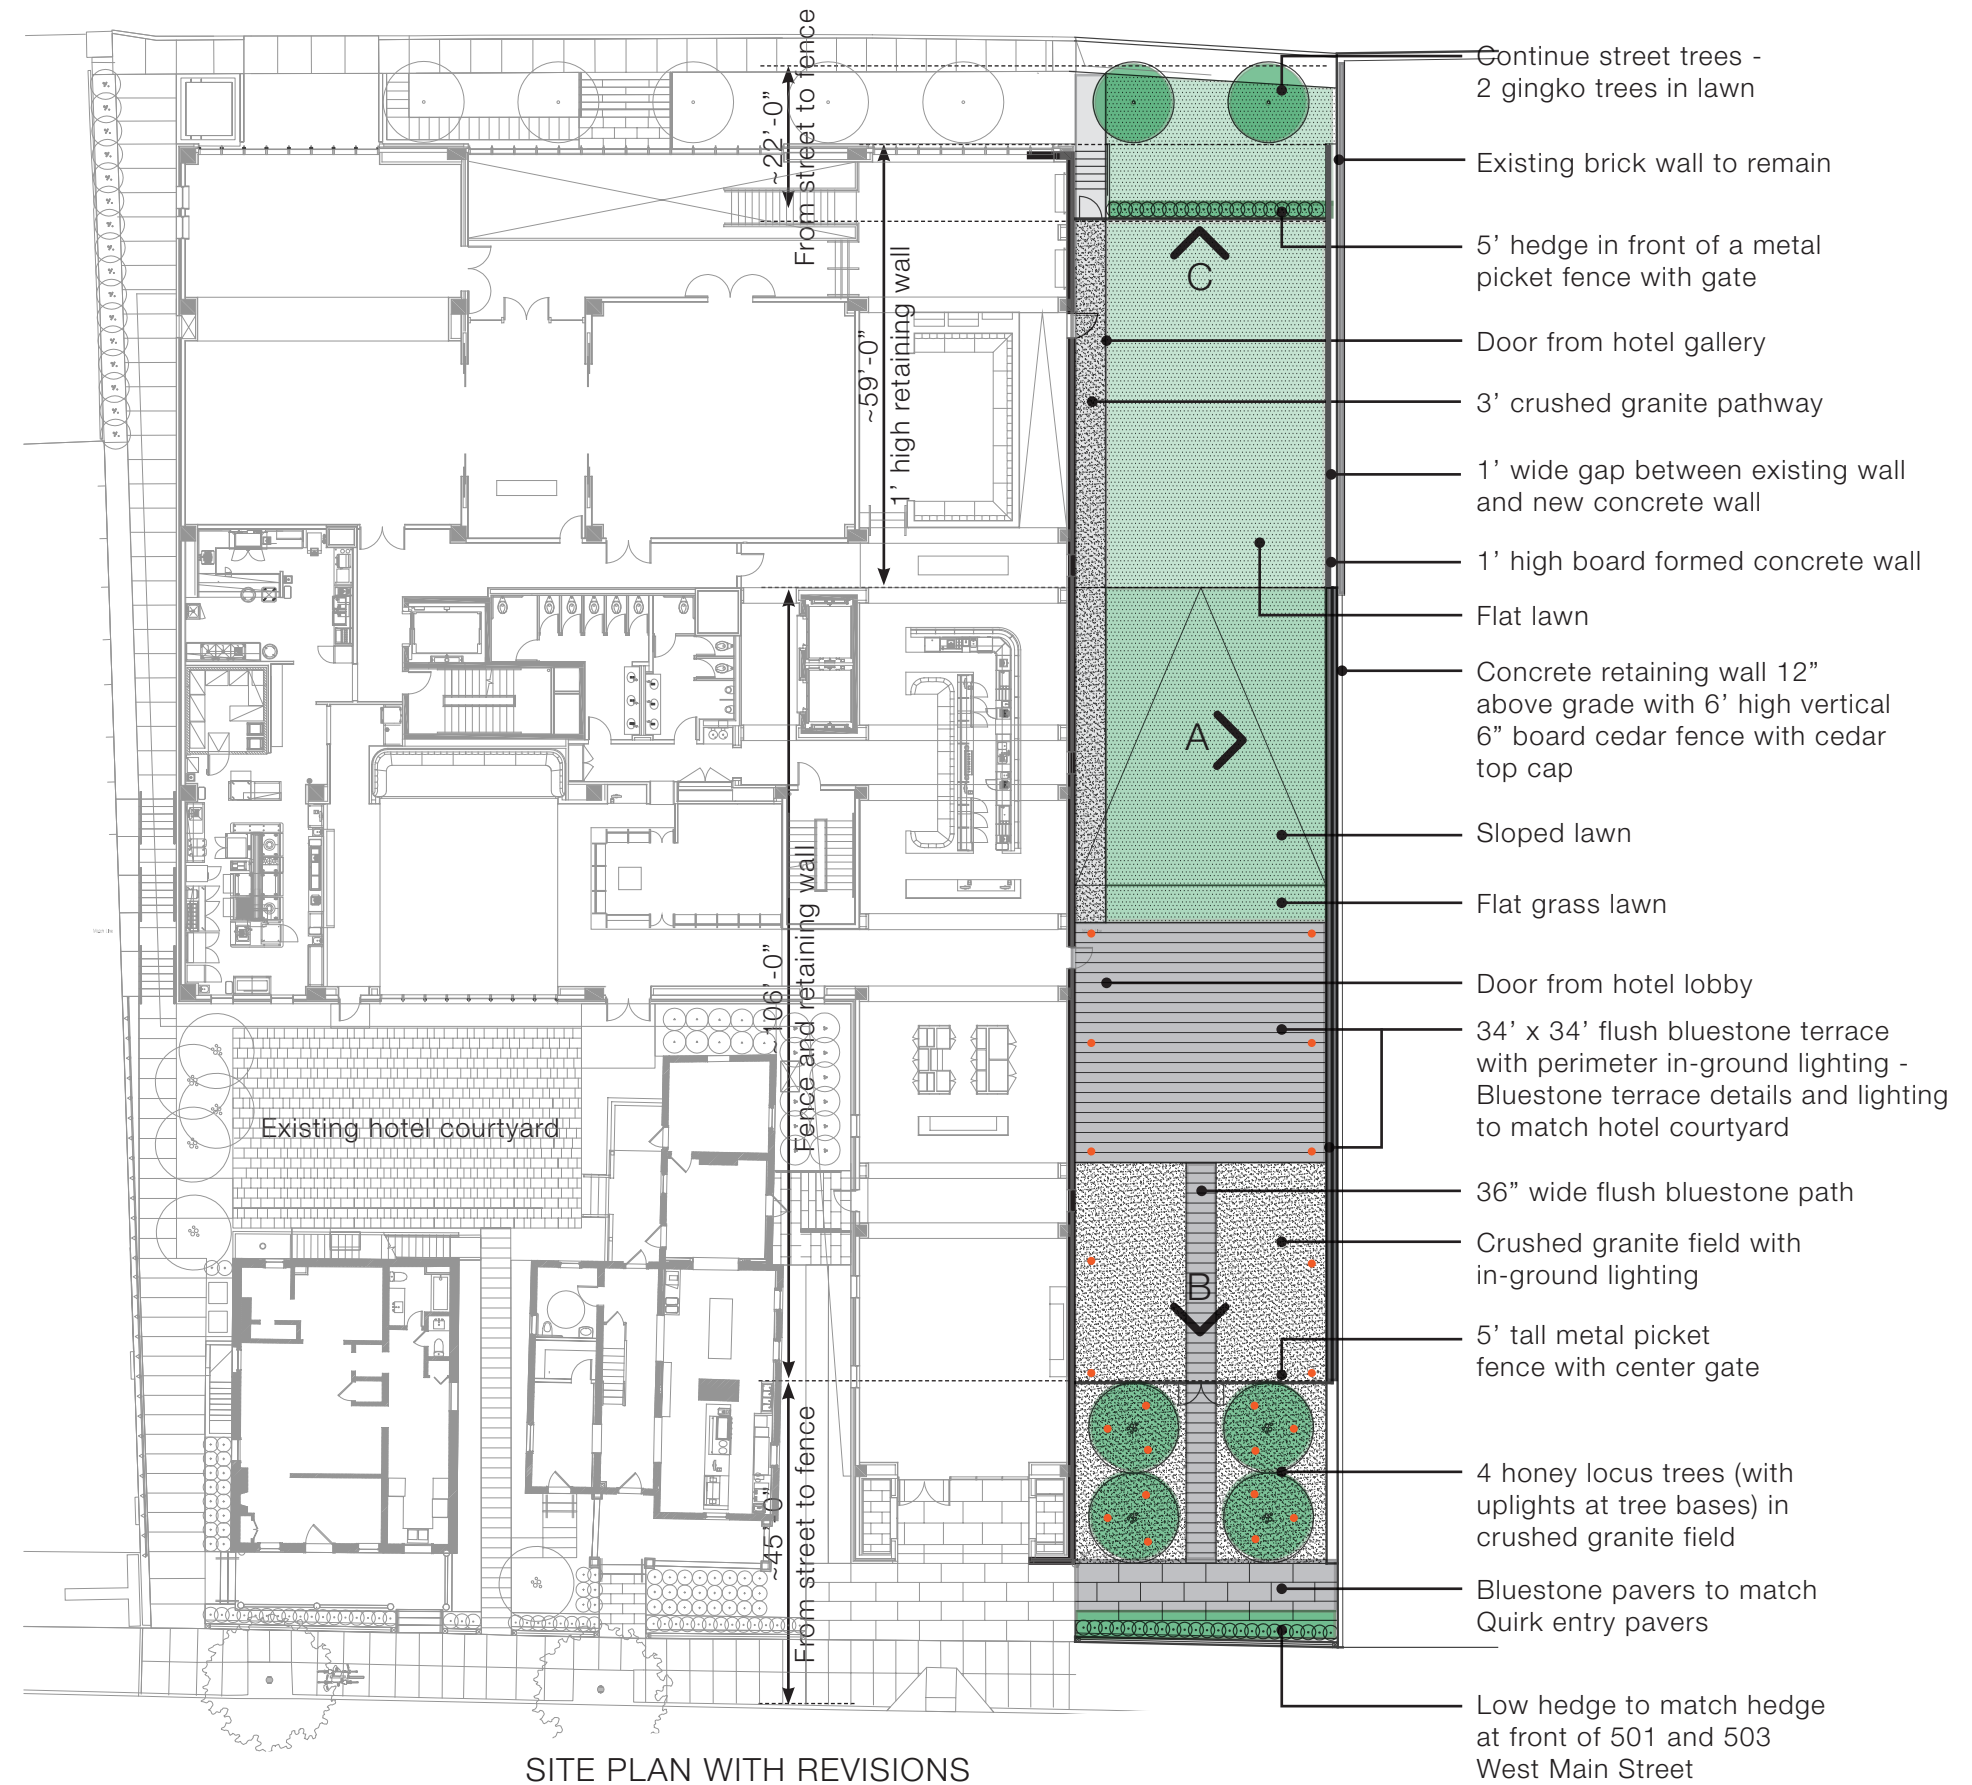 Continue street trees -
2 gingko trees in lawn
Existing brick wall to remain
5’ hedge in front of a metal
picket fence with gate
Door from hotel gallery
3’ crushed granite pathway
1’ wide gap between existing wall
and new concrete wall
1’ high board formed concrete wall
Flat lawn
Concrete retaining wall 12”
above grade with 6’ high vertical
6” board cedar fence with cedar
top cap
Sloped lawn
Flat grass lawn
Door from hotel lobby
34’ x 34’ flush bluestone terrace
with perimeter in-ground lighting -
Bluestone terrace details and lighting
to match hotel courtyard
36” wide flush bluestone path
Crushed granite field with
in-ground lighting
5’ tall metal picket
fence with center gate
4 honey locus trees (with
uplights at tree bases) in
crushed granite field
Bluestone pavers to match
Quirk entry pavers
Low hedge to match hedge
at front of 501 and 503
West Main Street
~22’-0”
From street to fence
~59’-0”
1’ high retaining wall
~106’-0”
Fence and retaining wall
~45’-0”
From street to fence
C
A
B
Existing hotel courtyard
SITE PLAN WITH REVISIONS